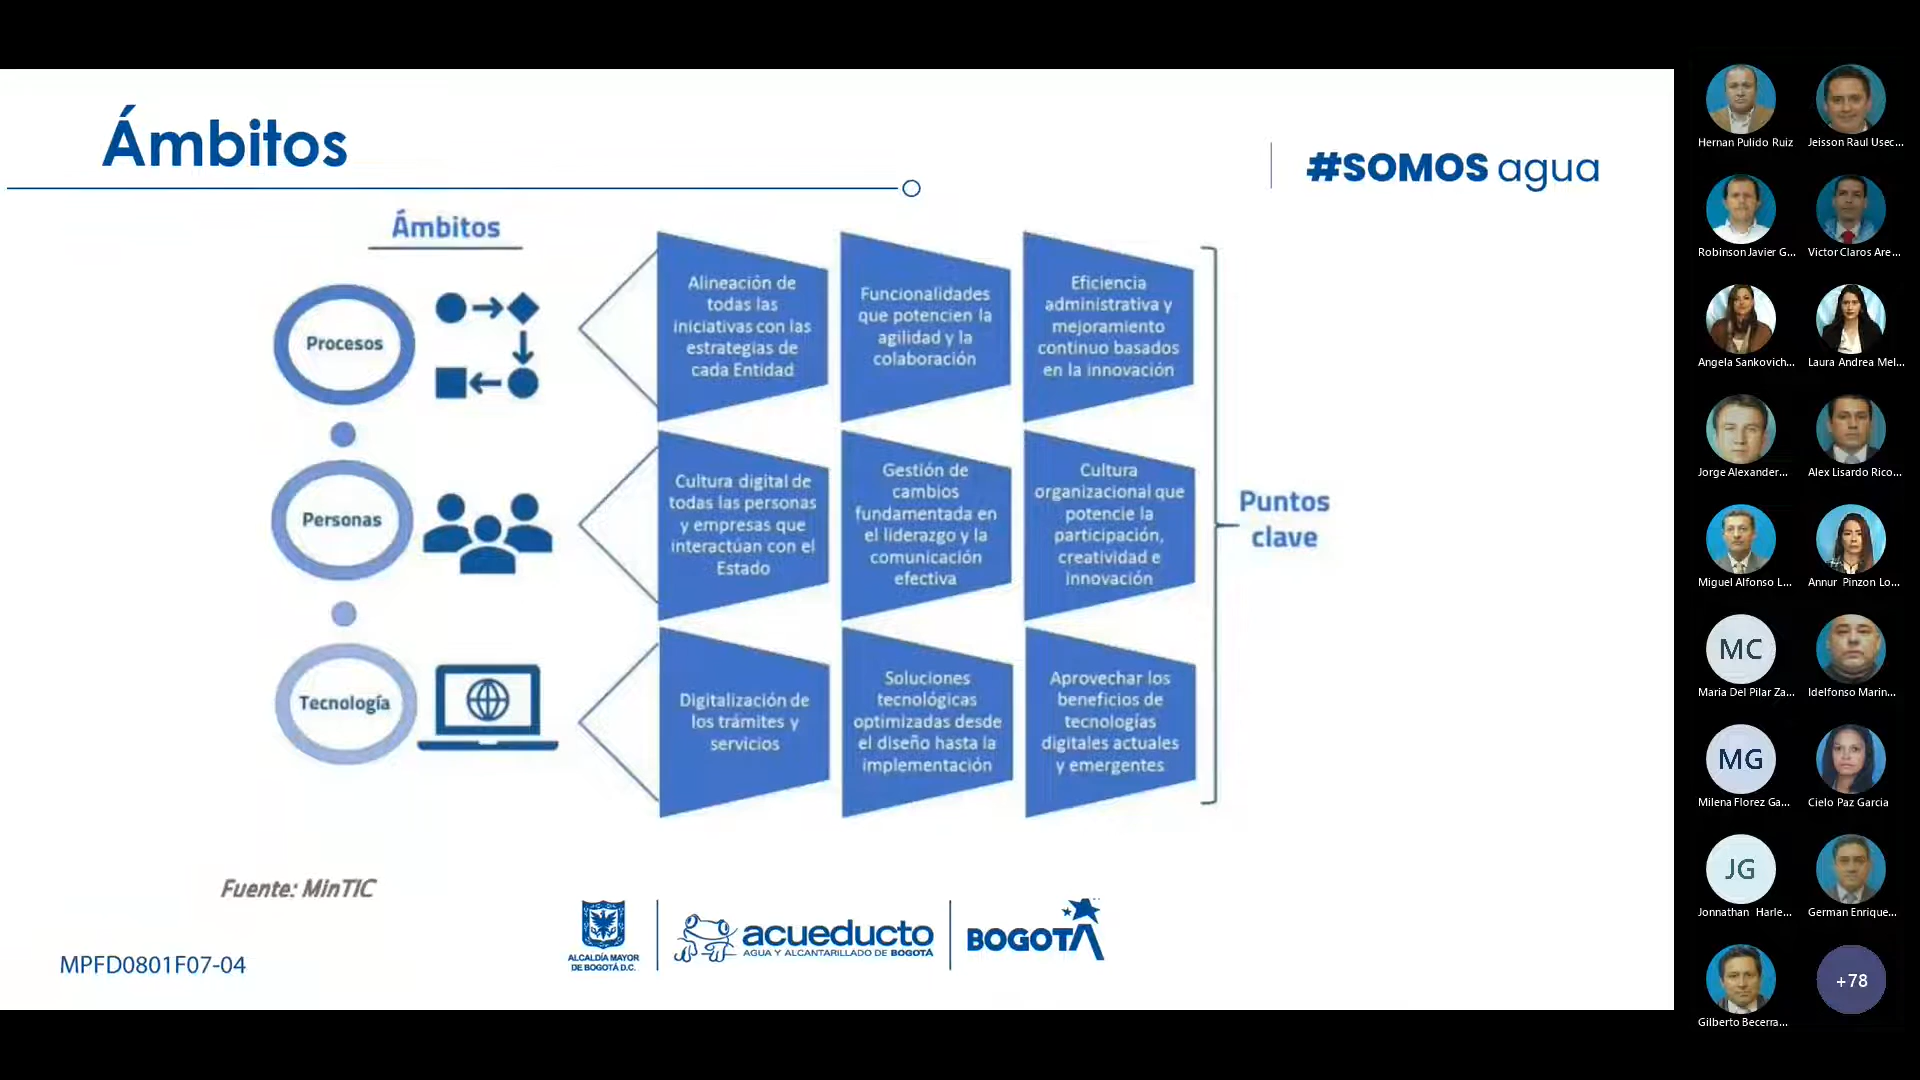 Ámbitos
#SOMOS agua
Ámbitos
Procesos
Alineación de
todas las
iniciativas con las
estrategias de
cada Entidad
Funcionalidades
que potencien la
agilidad y la
colaboración
Eficiencia
administrativa y
mejoramiento
continuo basados
en la innovación
Personas
Cultura digital de
todas las personas
y empresas que
interactúan con el
Estado
Gestión de
cambios
fundamentada en
el liderazgo y la
comunicación
efectiva
Cultura
organizacional que
potencie la
participación,
creatividad e
innovación
Puntos
clave
Tecnología
Digitalización de
los trámites y
servicios
Soluciones
tecnológicas
optimizadas desde
el diseño hasta la
implementación
Aprovechar los
beneficios de
tecnologías
digitales actuales
y emergentes
Fuente: MinTIC
MPFD0801F07-04
ALCALDÍA MAYOR
DE BOGOTÁ D.C.
acueducto
AGUA Y ALCANTARILLADO DE BOGOTÁ
BOGOTÁ
Hernan Pulido Ruiz
Jeisson Raul Usec...
Robinson Javier G...
Victor Claros Are...
Angela Sankovich...
Laura Andrea Mel...
Jorge Alexander...
Alex Lisardo Rico...
Miguel Alfonso L...
Annur Pinzon Lo...
MC
Maria Del Pilar Za...
Idelfonso Marin...
MG
Milena Florez Ga...
Cielo Paz Garcia
JG
Jonnathan Harle...
German Enrique...
Gilberto Becerra...
+78